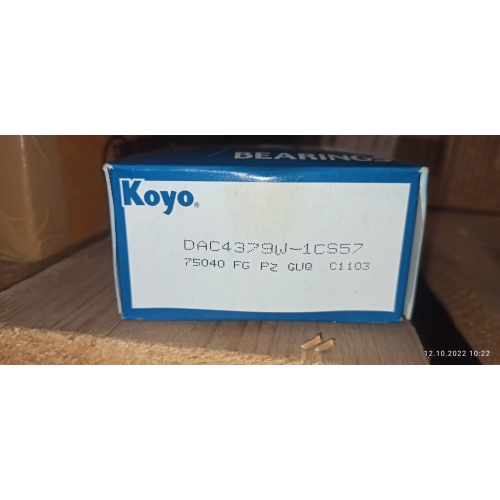 BEARINGS
Koyo®
DAC4379W-1CS57
75040 FG PZ GUQ C1103
12.10.2022 10:22